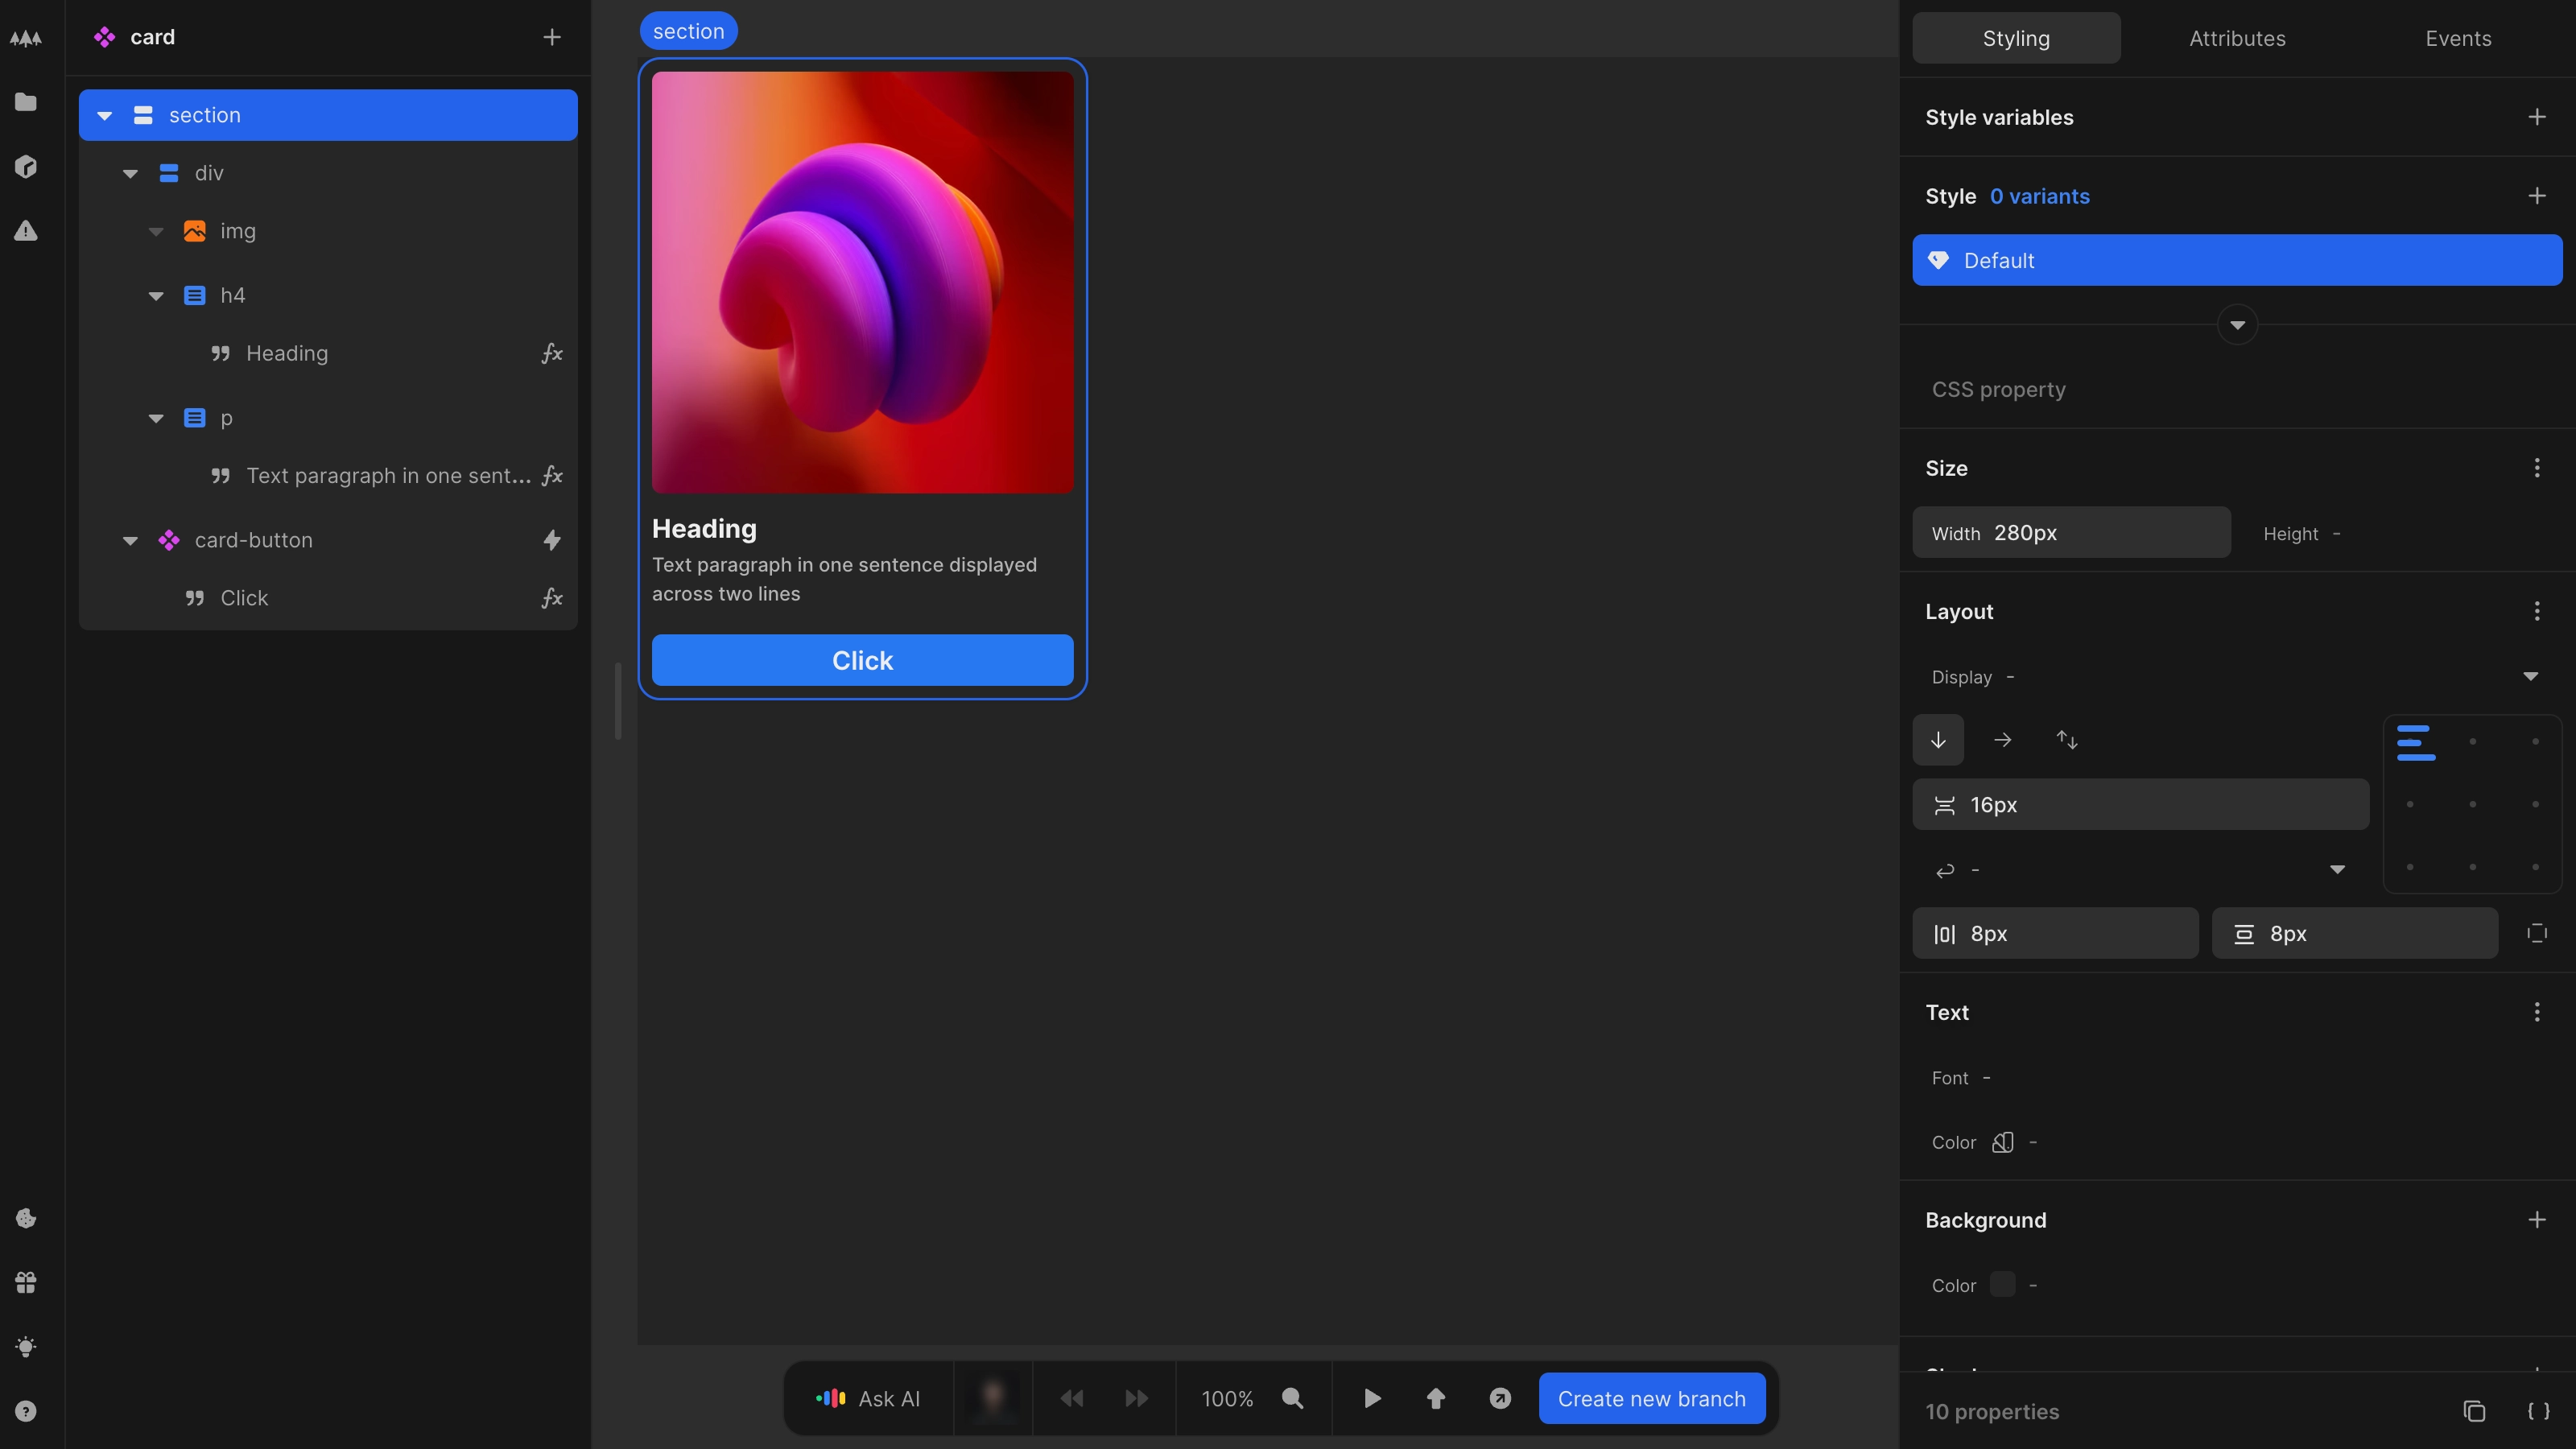 card
section
div
img
h4
Heading
fx
p
Text paragraph in one sent...
fx
card-button
Click
fx
section
Heading
Text paragraph in one sentence displayed
across two lines
Click
Ask AI
100%
Create new branch
Styling
Attributes
Events
Style variables
Style 0 variants
Default
CSS property
Size
Width 280px
Height -
Layout
Display -
16px
-
8px
8px
Text
Font -
Color -
Background
Color -
10 properties
{ }